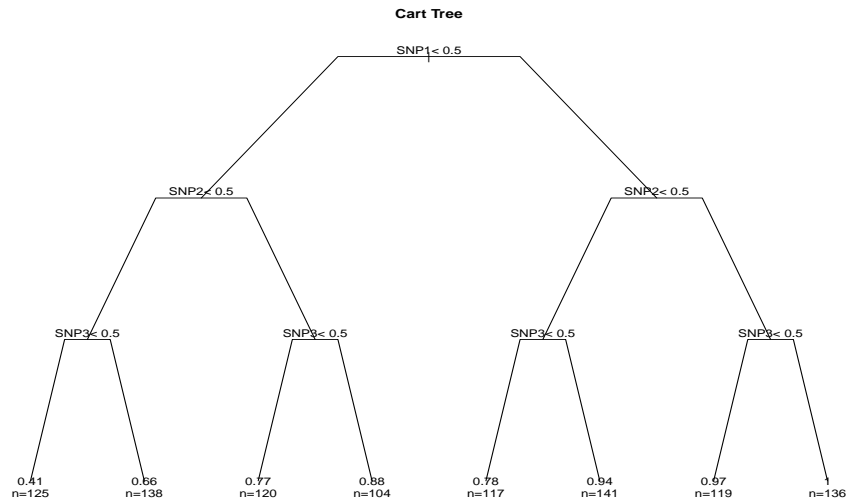 Cart Tree
SNP1< 0.5
SNP2< 0.5
SNP2< 0.5
SNP3< 0.5
SNP3< 0.5
SNP3< 0.5
SNP3< 0.5
0.41
n=125
0.66
n=138
0.77
n=120
0.88
n=104
0.78
n=117
0.94
n=141
0.97
n=119
1
n=136